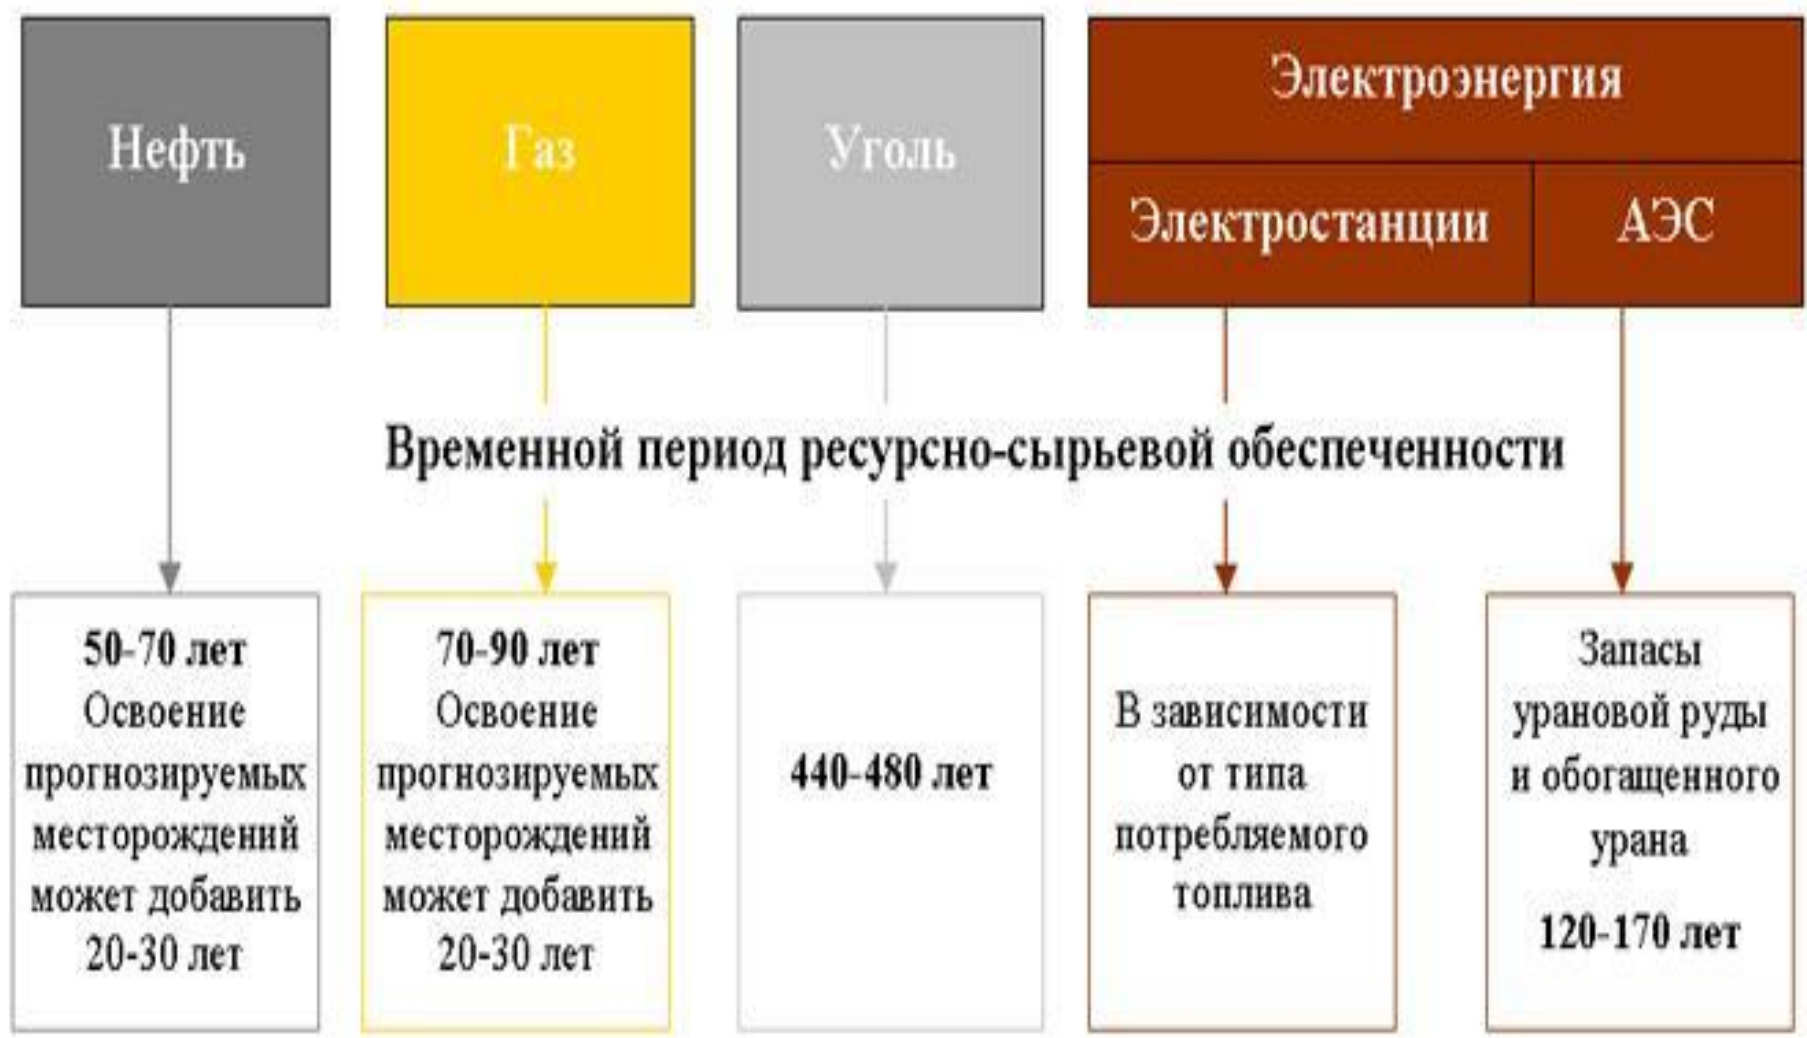 Нефть
Газ
Уголь
Электроэнергия
Электростанции
АЭС
Временной период ресурсно-сырьевой обеспеченности
50-70 лет
Освоение
прогнозируемых
месторождений
может добавить
20-30 лет
70-90 лет
Освоение
прогнозируемых
месторождений
может добавить
20-30 лет
440-480 лет
В зависимости
от типа
потребляемого
топлива
Запасы
урановой руды
и обогащенного
урана
120-170 лет